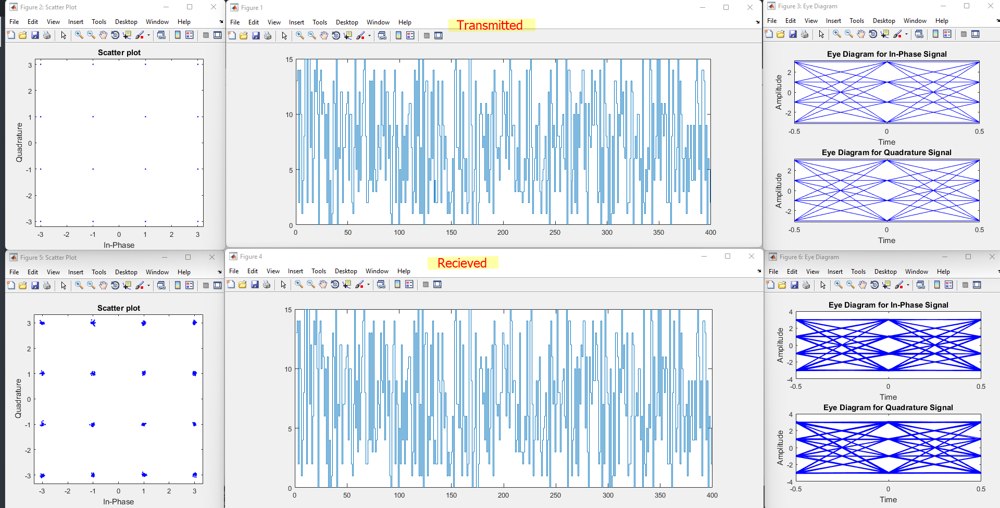 Figure 2: Scatter Plot
File Edit View Insert Tools Desktop Window Help
Scatter plot
Quadrature
3
2
1
0
-1
-2
-3
-3 -2 -1 0 1 2 3
In-Phase
Figure 1
File Edit View Insert Tools Desktop Window Help
Transmitted
15
10
5
0
0 50 100 150 200 250 300 350 400
Figure 3: Eye Diagram
File Edit View Insert Tools Desktop Window Help
Eye Diagram for In-Phase Signal
Amplitude
2
0
-2
-0.5 0 0.5
Time
Eye Diagram for Quadrature Signal
Amplitude
2
0
-2
-0.5 0 0.5
Time
Figure 5: Scatter Plot
File Edit View Insert Tools Desktop Window Help
Scatter plot
Quadrature
3
2
1
0
-1
-2
-3
-3 -2 -1 0 1 2 3
In-Phase
Figure 4
File Edit View Insert Tools Desktop Window Help
Recieved
15
10
5
0
0 50 100 150 200 250 300 350 400
Figure 6: Eye Diagram
File Edit View Insert Tools Desktop Window Help
Eye Diagram for In-Phase Signal
Amplitude
4
2
0
-2
-4
-0.5 0 0.5
Time
Eye Diagram for Quadrature Signal
Amplitude
4
2
0
-2
-4
-0.5 0 0.5
Time